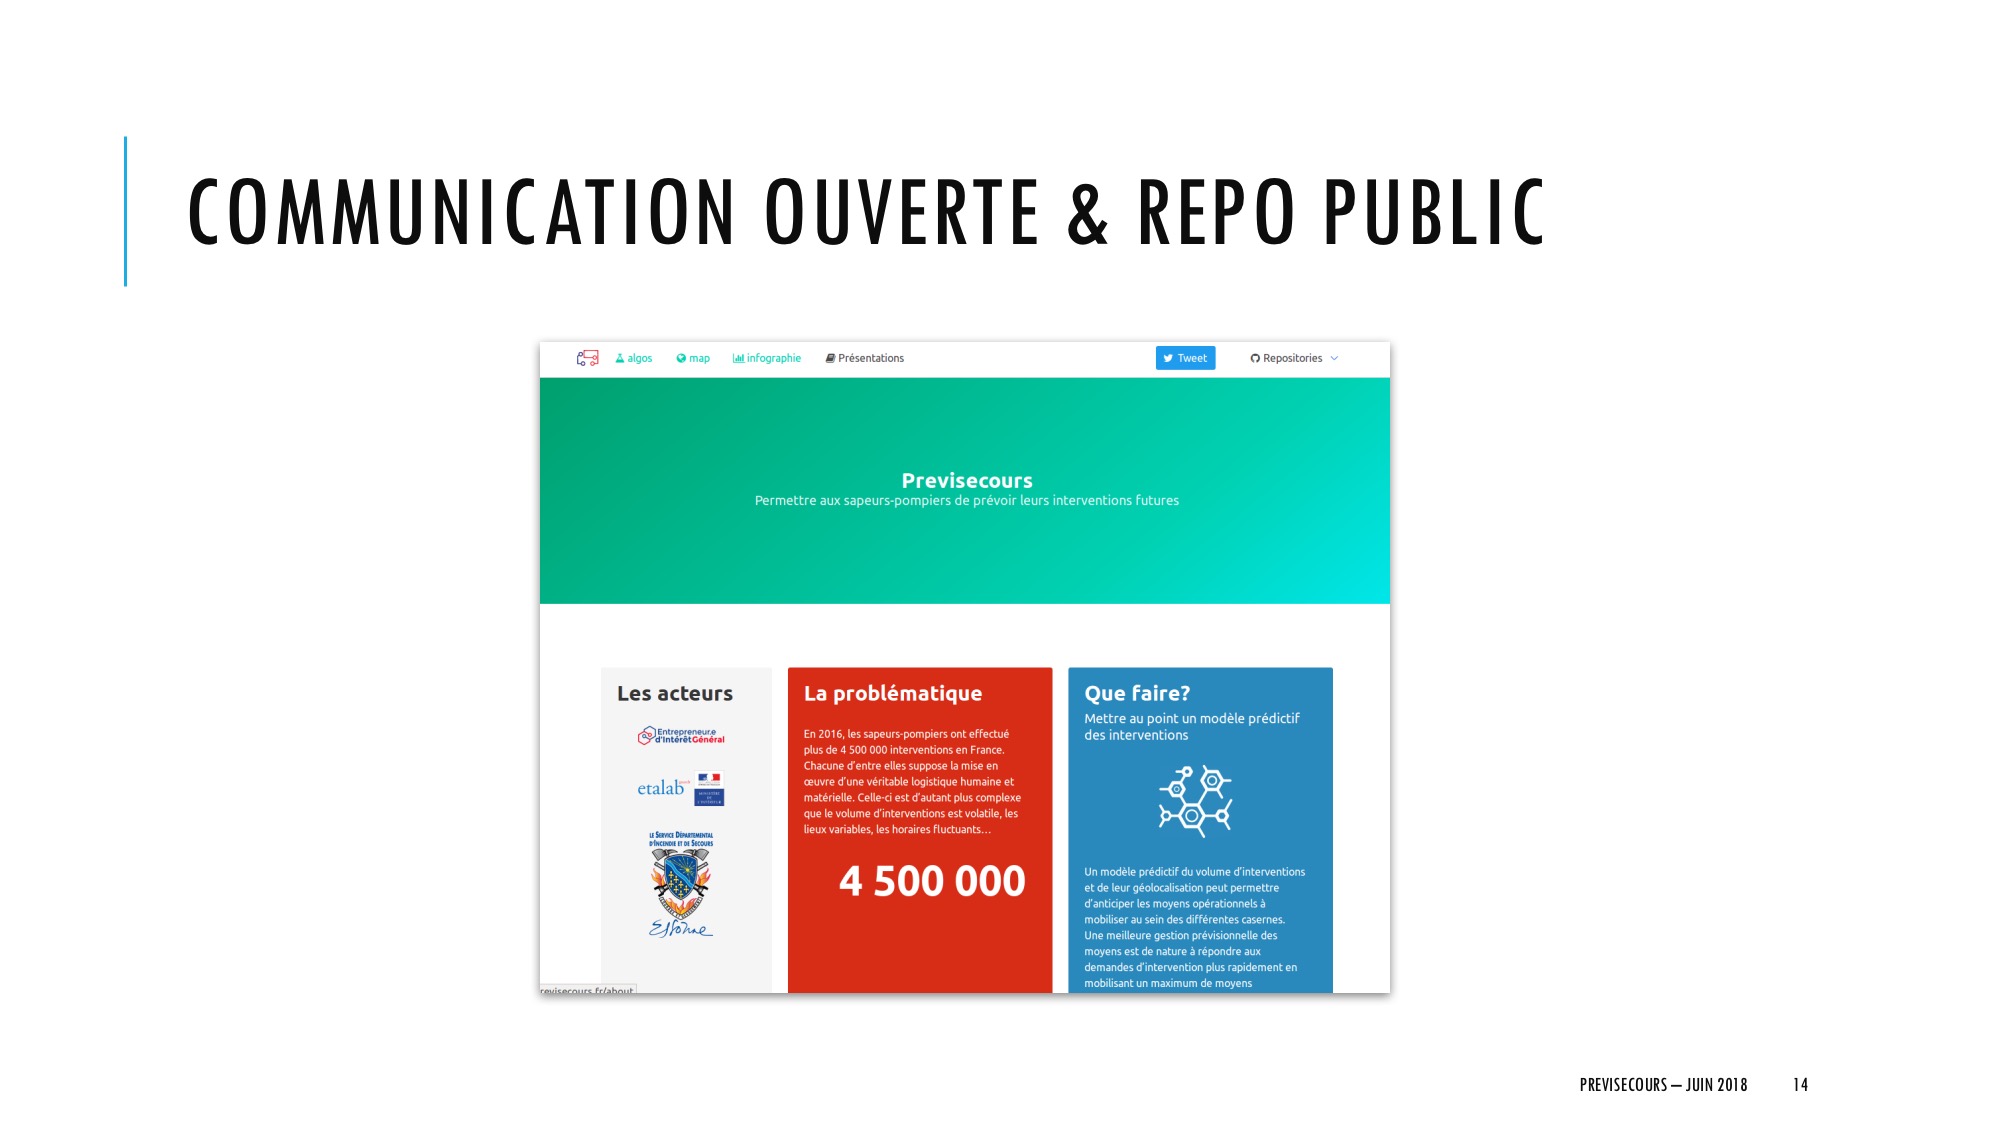 COMMUNICATION OUVERTE & REPO PUBLIC
algos
map
infographie
Présentations
Tweet
Repositories
Previsecours
Permettre aux sapeurs-pompiers de prévoir leurs interventions futures
Les acteurs
Entrepreneur.e
d'IntérêtGénéral
etalab
LE SERVICE DÉPARTEMENTAL
D'INCENDIE ET DE SECOURS
Essonne
La problématique
En 2016, les sapeurs-pompiers ont effectué
plus de 4 500 000 interventions en France.
Chacune d'entre elles suppose la mise en
œuvre d'une véritable logistique humaine et
matérielle. Celle-ci est d'autant plus complexe
que le volume d'interventions est volatile, les
lieux variables, les horaires fluctuants...
4 500 000
Que faire?
Mettre au point un modèle prédictif
des interventions
Un modèle prédictif du volume d'interventions
et de leur géolocalisation peut permettre
d'anticiper les moyens opérationnels à
mobiliser au sein des différentes casernes.
Une meilleure gestion prévisionnelle des
moyens est de nature à répondre aux
demandes d'intervention plus rapidement en
mobilisant un maximum de moyens
revisecours.fr/about
PREVISECOURS — JUIN 2018
14